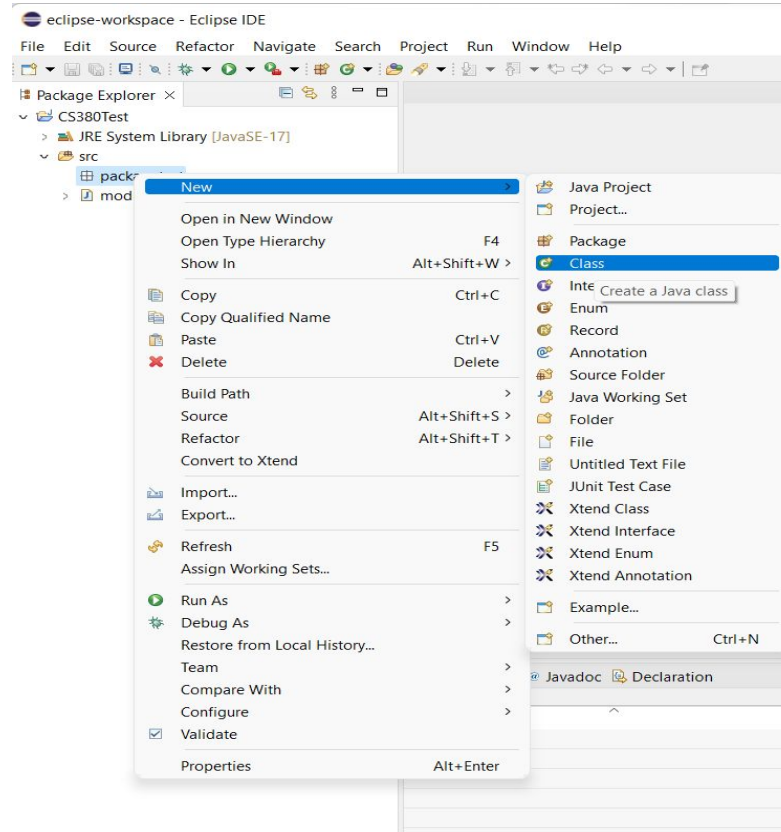 eclipse-workspace - Eclipse IDE
File Edit Source Refactor Navigate Search Project Run Window Help
Package Explorer
CS380Test
JRE System Library [JavaSE-17]
src
New
Open in New Window
Open Type Hierarchy F4
Show In Alt+Shift+W >
Copy Ctrl+C
Copy Qualified Name
Paste Ctrl+V
Delete Delete
Build Path >
Source Alt+Shift+S >
Refactor Alt+Shift+T >
Convert to Xtend
Import...
Export...
Refresh F5
Assign Working Sets...
Run As >
Debug As >
Restore from Local History...
Team >
Compare With >
Configure >
Validate
Properties Alt+Enter
Java Project
Project...
Package
Class
Create a Java class
Enum
Record
Annotation
Source Folder
Java Working Set
Folder
File
Untitled Text File
JUnit Test Case
Xtend Class
Xtend Interface
Xtend Enum
Xtend Annotation
Example...
Other... Ctrl+N
Javadoc Declaration